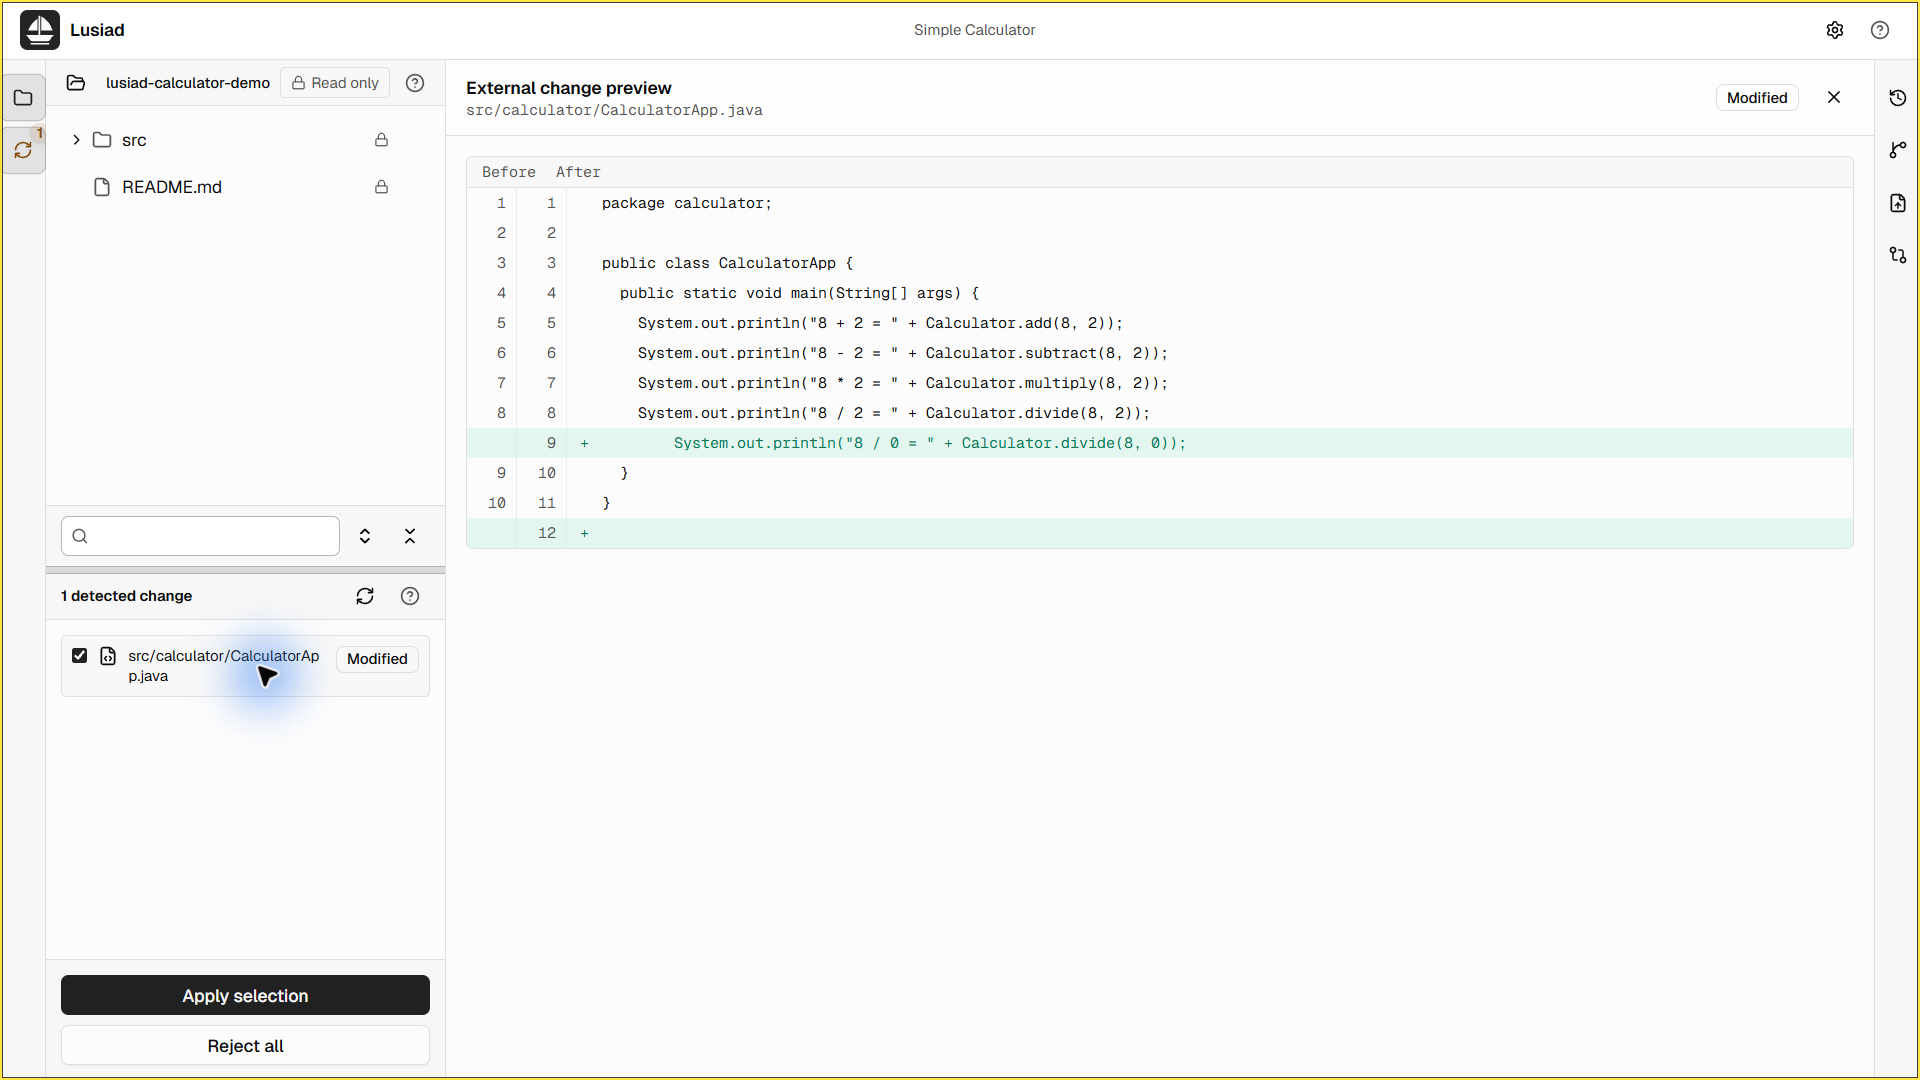 Lusiad
Simple Calculator
lusiad-calculator-demo
Read only
1
src
README.md
1 detected change
src/calculator/CalculatorAp
p.java
Modified
Apply selection
Reject all
External change preview
src/calculator/CalculatorApp.java
Modified
Before After
1 1 package calculator;
2 2
3 3 public class CalculatorApp {
4 4 public static void main(String[] args) {
5 5 System.out.println("8 + 2 = " + Calculator.add(8, 2));
6 6 System.out.println("8 - 2 = " + Calculator.subtract(8, 2));
7 7 System.out.println("8 * 2 = " + Calculator.multiply(8, 2));
8 8 System.out.println("8 / 2 = " + Calculator.divide(8, 2));
9 + System.out.println("8 / 0 = " + Calculator.divide(8, 0));
9 10 }
10 11 }
12 +